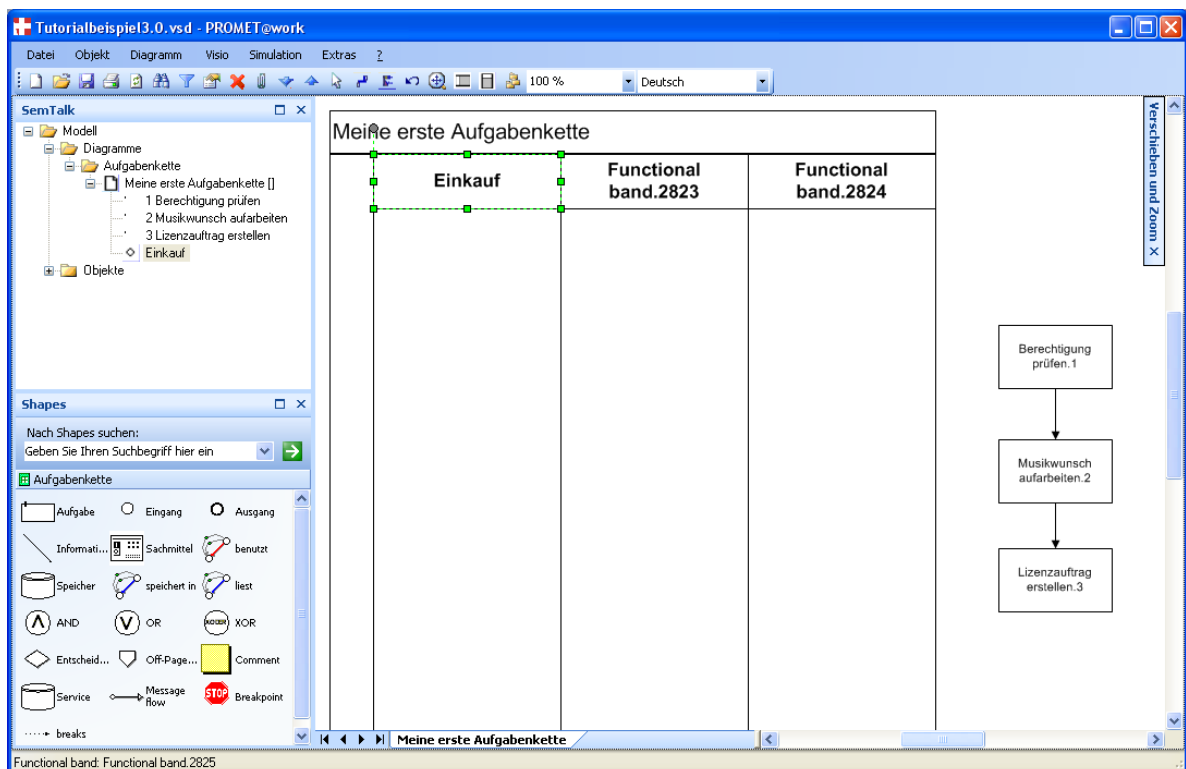 Tutorialbeispiel3.0.vsd - PROMET@work
Datei Objekt Diagramm Visio Simulation Extras ?
100 % Deutsch
SemTalk
Modell
Diagramme
Aufgabenkette
Meine erste Aufgabenkette []
1 Berechtigung prüfen
2 Musikwunsch aufarbeiten
3 Lizenzauftrag erstellen
Einkauf
Objekte
Shapes
Nach Shapes suchen:
Geben Sie Ihren Suchbegriff hier ein
Aufgabenkette
Aufgabe Eingang Ausgang
Informati... Sachmittel benutzt
Speicher speichert in liest
AND OR XOR
Entscheid... Off-Page... Comment
Service Message
flow
STOP Breakpoint
breaks
Meine erste Aufgabenkette
Einkauf
Functional
band.2823
Functional
band.2824
Berechtigung
prüfen.1
Musikwunsch
aufarbeiten.2
Lizenzauftrag
erstellen.3
Verschieben und Zoom
Meine erste Aufgabenkette
Functional band: Functional band.2825